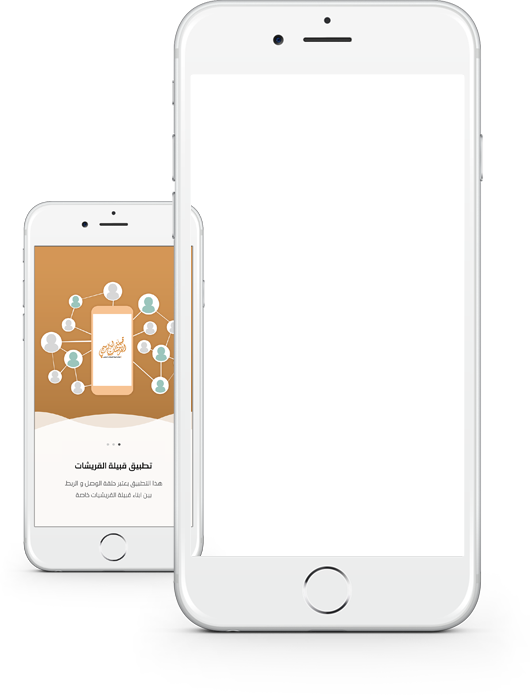 تطبيق قبيلة القريشات
هذا التطبيق يعتبر حلقة الوصل و الربط
بين ابناء قبيلة القريشات خاصة